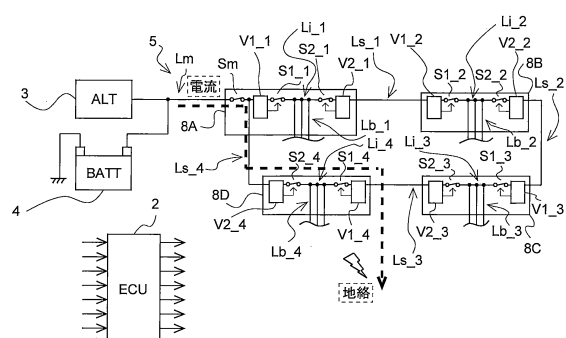 5
Lm
電流
Sm
V1_1
S1_1
Li_1
S2_1
V2_1
Ls_1
V1_2
S1_2
Li_2
S2_2
V2_2
8B
Ls_2
3
ALT
8A
Lb_1
Lb_2
BATT
4
Ls_4
Li_4
S2_4
S1_4
8D
V2_4
Lb_4
V1_4
Li_3
S2_3
S1_3
V2_3
Lb_3
V1_3
8C
Ls_3
地絡
2
ECU